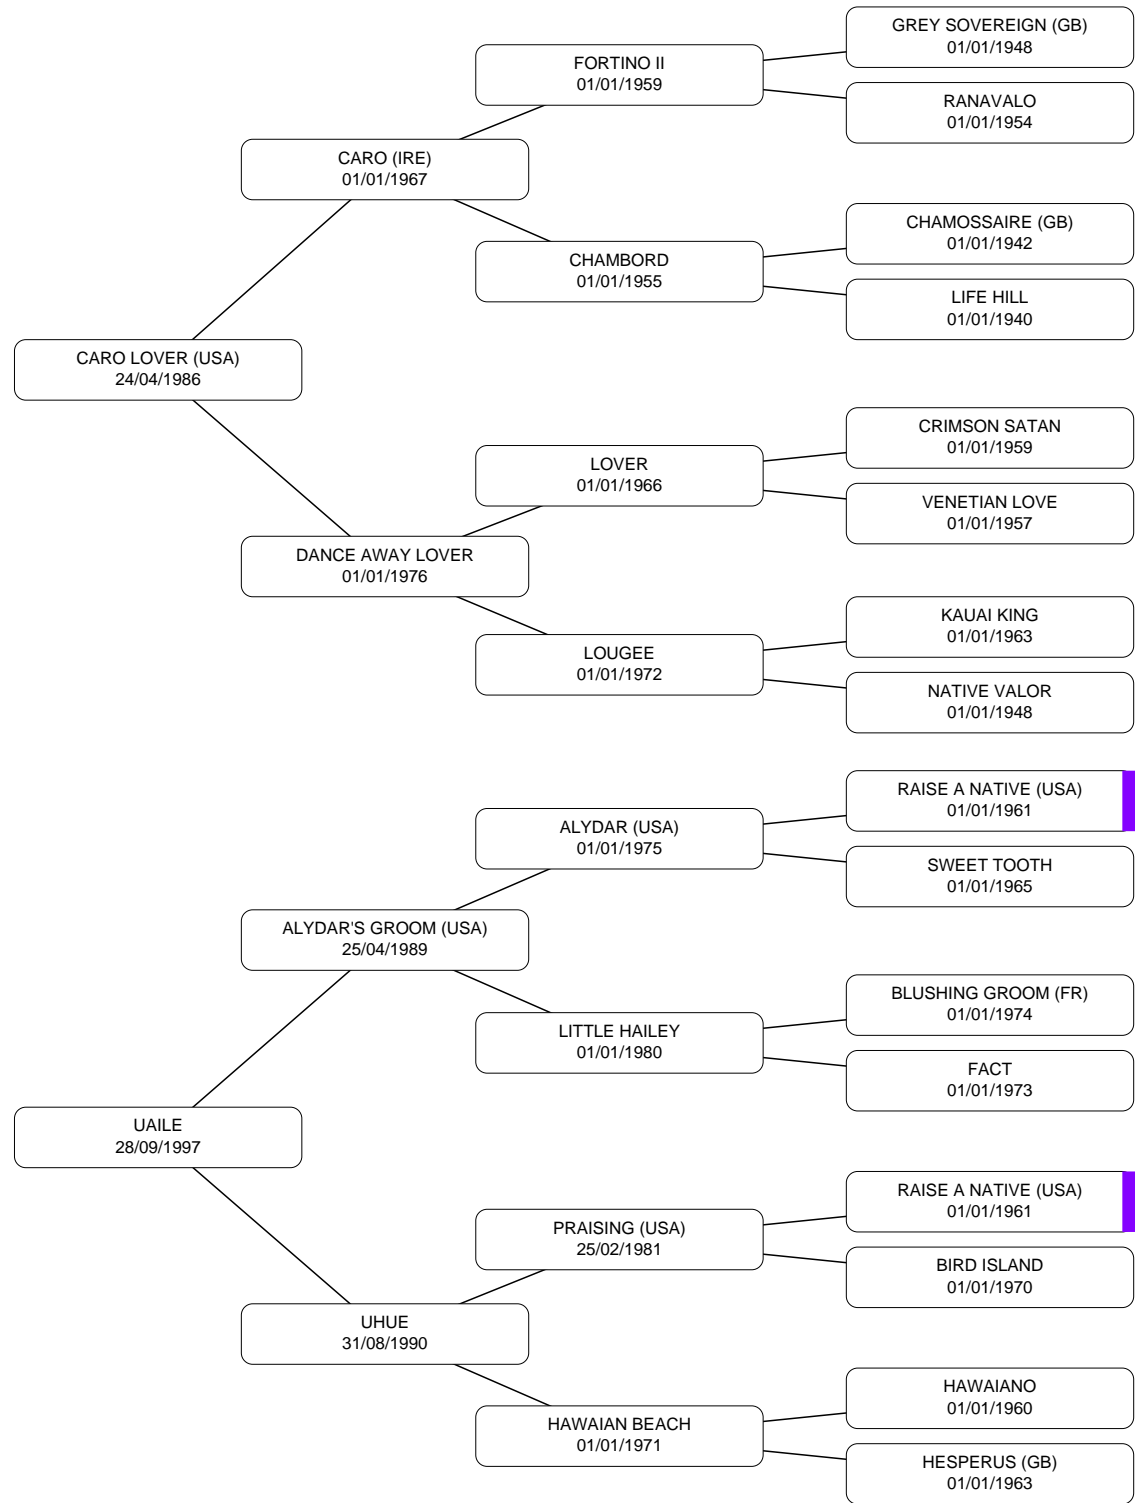 GREY SOVEREIGN (GB)
01/01/1948
FORTINO II
01/01/1959
RANAVALO
01/01/1954
CARO (IRE)
01/01/1967
CHAMOSSAIRE (GB)
01/01/1942
CHAMBORD
01/01/1955
LIFE HILL
01/01/1940
CARO LOVER (USA)
24/04/1986
CRIMSON SATAN
01/01/1959
LOVER
01/01/1966
VENETIAN LOVE
01/01/1957
DANCE AWAY LOVER
01/01/1976
KAUAI KING
01/01/1963
LOUGEE
01/01/1972
NATIVE VALOR
01/01/1948
RAISE A NATIVE (USA)
01/01/1961
ALYDAR (USA)
01/01/1975
SWEET TOOTH
01/01/1965
ALYDAR'S GROOM (USA)
25/04/1989
BLUSHING GROOM (FR)
01/01/1974
LITTLE HAILEY
01/01/1980
FACT
01/01/1973
UAILE
28/09/1997
RAISE A NATIVE (USA)
01/01/1961
PRAISING (USA)
25/02/1981
BIRD ISLAND
01/01/1970
UHUE
31/08/1990
HAWAIANO
01/01/1960
HAWAIAN BEACH
01/01/1971
HESPERUS (GB)
01/01/1963